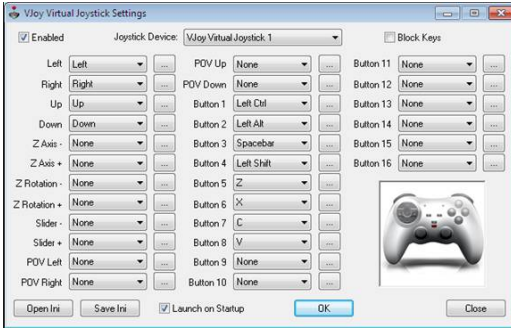 VJoy Virtual Joystick Settings
Enabled Joystick Device: VJoy Virtual Joystick 1 Block Keys
Left Left ... POV Up None ... Button 11 None ...
Right Right ... POV Down None ... Button 12 None ...
Up Up ... Button 1 Left Ctrl ... Button 13 None ...
Down Down ... Button 2 Left Alt ... Button 14 None ...
Z Axis - None ... Button 3 Spacebar ... Button 15 None ...
Z Axis + None ... Button 4 Left Shift ... Button 16 None ...
Z Rotation - None ... Button 5 Z ...
Z Rotation + None ... Button 6 X ...
Slider - None ... Button 7 C ...
Slider + None ... Button 8 V ...
POV Left None ... Button 9 None ...
POV Right None ... Button 10 None ...
Open Ini Save Ini Launch on Startup OK Close